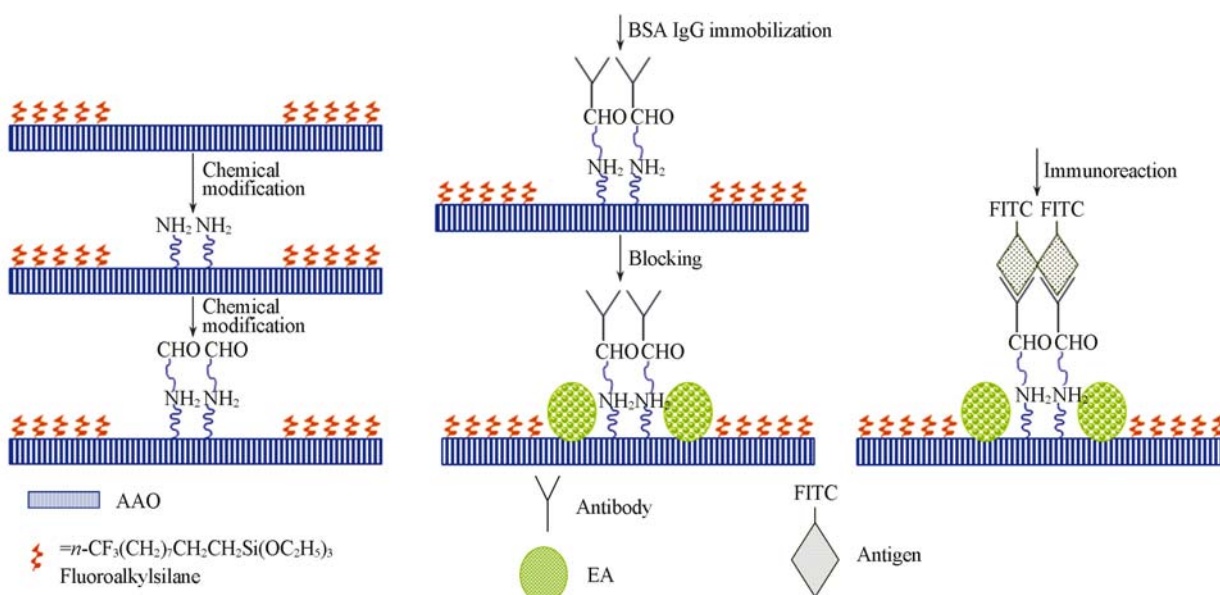 Chemical
modification
NH₂ NH₂
Chemical
modification
CHO CHO
NH₂ NH₂
BSA IgG immobilization
CHO CHO
NH₂ NH₂
Blocking
CHO CHO
NH₂ NH₂
Immunoreaction
FITC FITC
CHO CHO
NH₂ NH₂
AAO
=n-CF₃(CH₂)₇CH₂CH₂Si(OC₂H₅)₃
Fluoroalkylsilane
Antibody
EA
FITC
Antigen